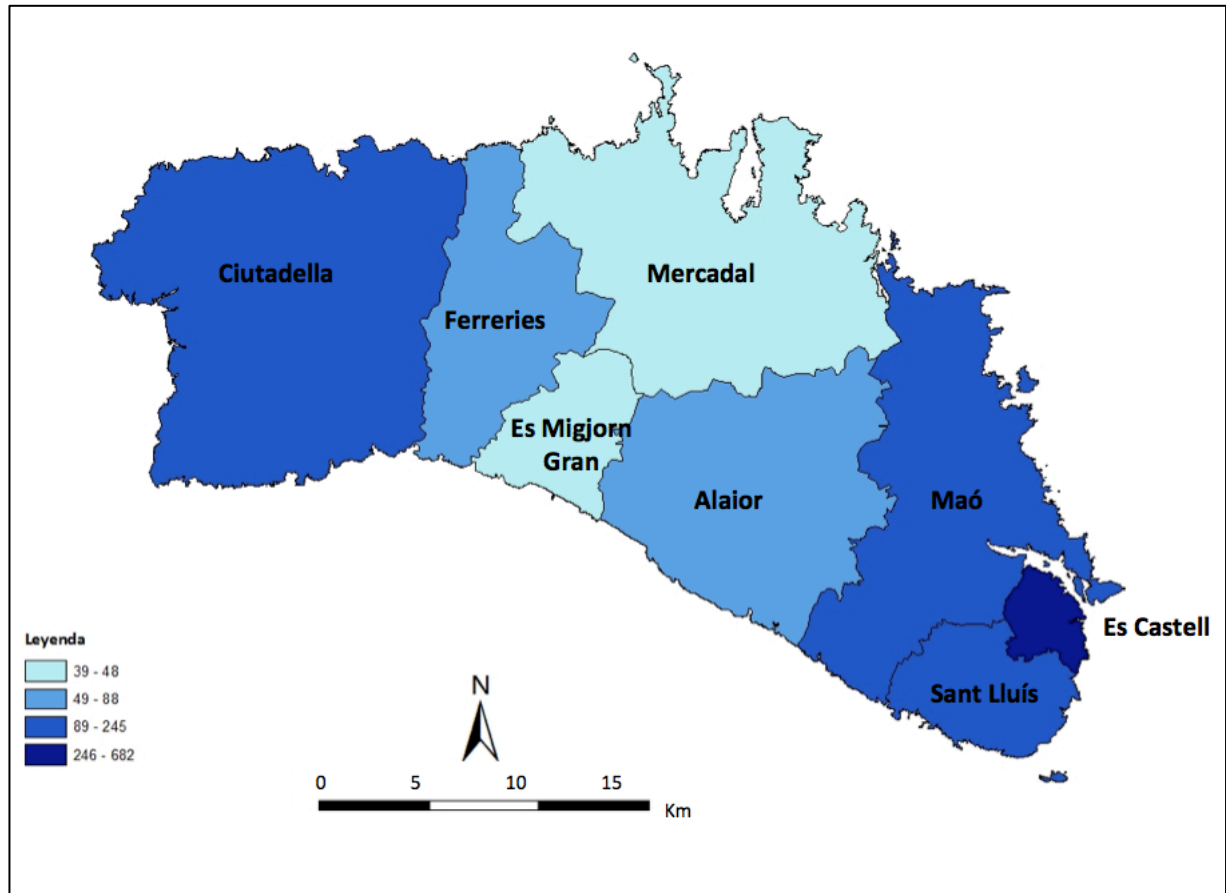 Ciutadella
Mercadal
Ferreries
Es Migjorn
Gran
Alaior
Maó
Es Castell
Sant Lluís
Leyenda
39 - 48
49 - 88
89 - 245
246 - 682
N
0 5 10 15
Km